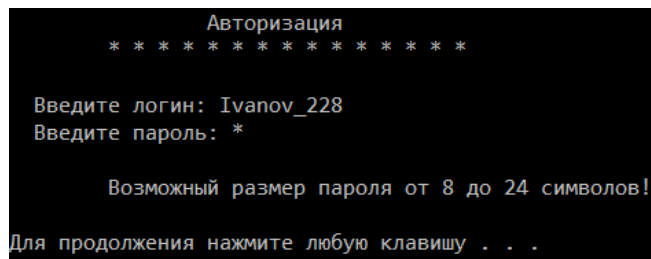 Авторизация
* * * * * * * * * * * * * * *
Введите логин: Ivanov_228
Введите пароль: *
Возможный размер пароля от 8 до 24 символов!
Для продолжения нажмите любую клавишу . . .